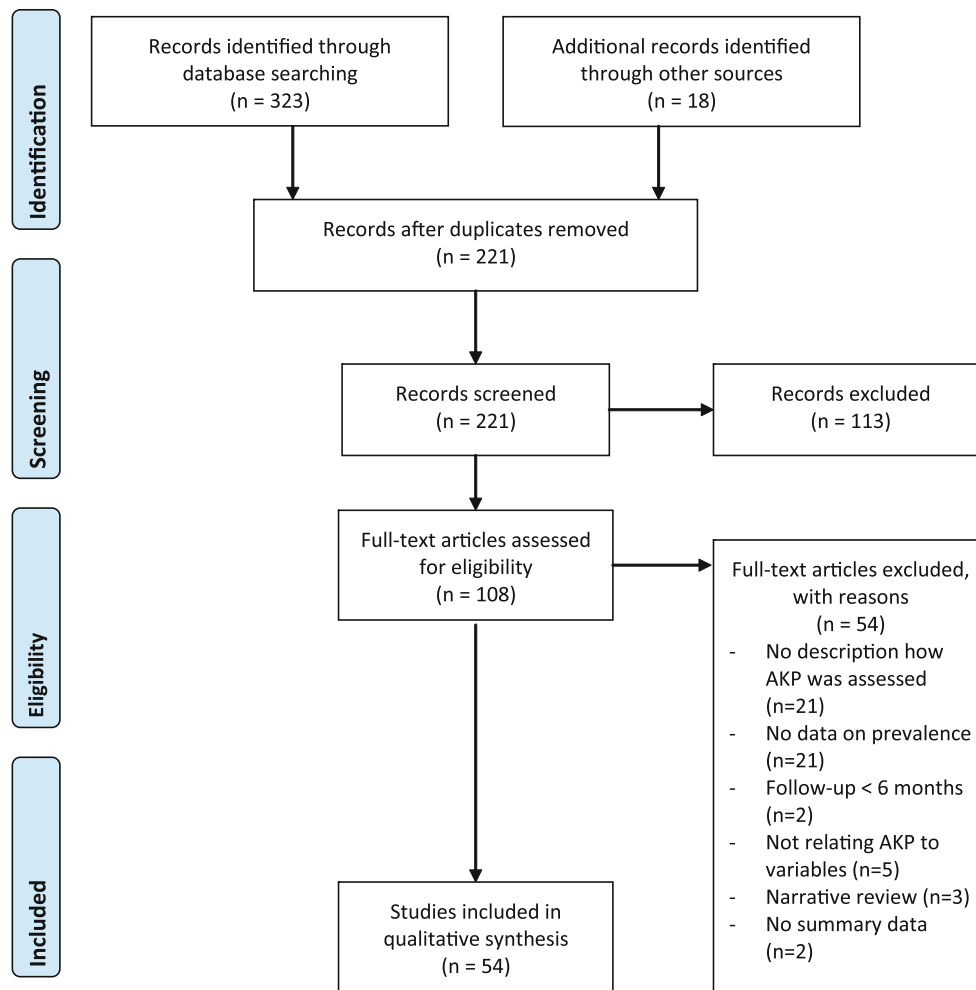 Identification
Records identified through
database searching
(n = 323)
Additional records identified
through other sources
(n = 18)
Records after duplicates removed
(n = 221)
Screening
Records screened
(n = 221)
Records excluded
(n = 113)
Eligibility
Full-text articles assessed
for eligibility
(n = 108)
Full-text articles excluded,
with reasons
(n = 54)
- No description how
AKP was assessed
(n=21)
- No data on prevalence
(n=21)
- Follow-up < 6 months
(n=2)
- Not relating AKP to
variables (n=5)
- Narrative review (n=3)
- No summary data
(n=2)
Included
Studies included in
qualitative synthesis
(n = 54)